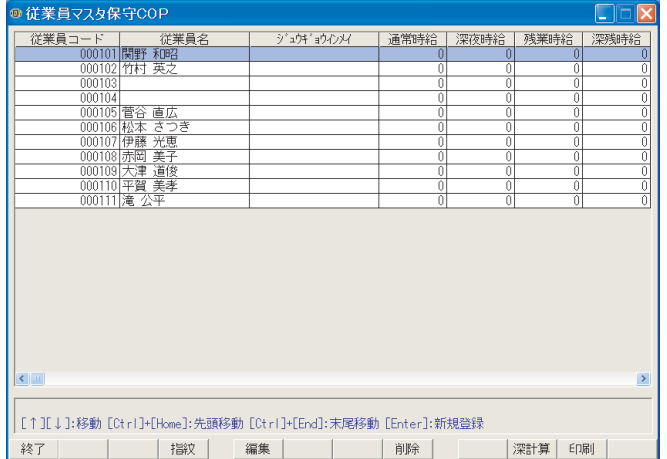 従業員マスタ保守COP
従業員コード 従業員名 ｼﾞｭｳｷﾞｮｳｲﾝﾒｲ 通常時給 深夜時給 残業時給 深残時給
000101 関野 和昭 0 0 0 0
000102 竹村 英之 0 0 0 0
000103 0 0 0 0
000104 0 0 0 0
000105 菅谷 直広 0 0 0 0
000106 松本 さつき 0 0 0 0
000107 伊藤 光恵 0 0 0 0
000108 赤岡 美子 0 0 0 0
000109 大津 道俊 0 0 0 0
000110 平賀 美孝 0 0 0 0
000111 滝 公平 0 0 0 0
[↑][↓]:移動 [Ctrl]+[Home]:先頭移動 [Ctrl]+[End]:末尾移動 [Enter]:新規登録
終了 指紋 編集 削除 深計算 印刷